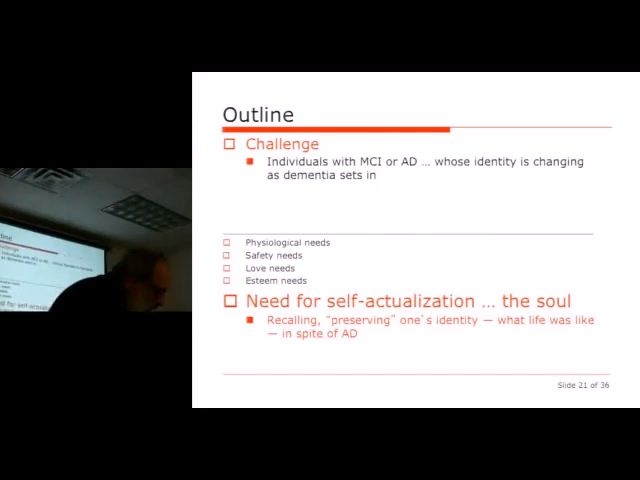 Outline
Challenge
Individuals with MCI or AD … whose identity is changing
as dementia sets in
Physiological needs
Safety needs
Love needs
Esteem needs
Need for self-actualization … the soul
Recalling, “preserving” one`s identity — what life was like
— in spite of AD
Slide 21 of 36